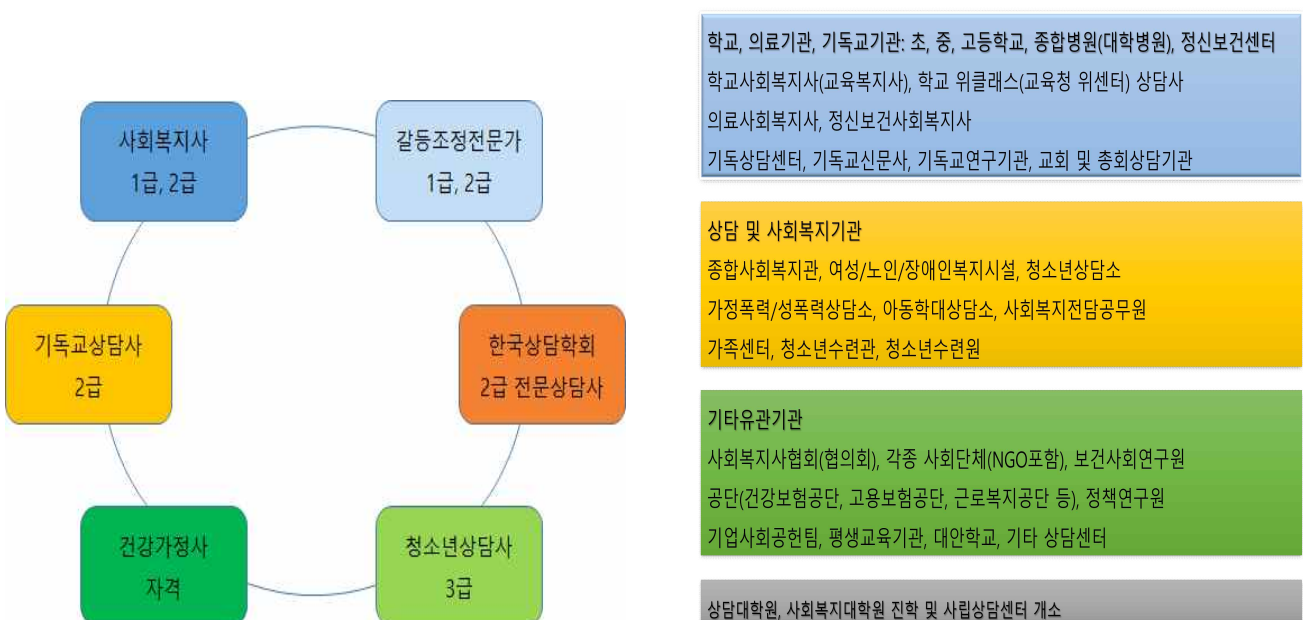 사회복지사
1급, 2급
갈등조정전문가
1급, 2급
기독교상담사
2급
한국상담학회
2급 전문상담사
건강가정사
자격
청소년상담사
3급
학교, 의료기관, 기독교기관: 초, 중, 고등학교, 종합병원(대학병원), 정신보건센터
학교사회복지사(교육복지사), 학교 위클래스(교육청 위센터) 상담사
의료사회복지사, 정신보건사회복지사
기독상담센터, 기독교신문사, 기독교연구기관, 교회 및 총회상담기관
상담 및 사회복지기관
종합사회복지관, 여성/노인/장애인복지시설, 청소년상담소
가정폭력/성폭력상담소, 아동학대상담소, 사회복지전담공무원
가족센터, 청소년수련관, 청소년수련원
기타유관기관
사회복지사협회(협의회), 각종 사회단체(NGO포함), 보건사회연구원
공단(건강보험공단, 고용보험공단, 근로복지공단 등), 정책연구원
기업사회공헌팀, 평생교육기관, 대안학교, 기타 상담센터
상담대학원, 사회복지대학원 진학 및 사립상담센터 개소